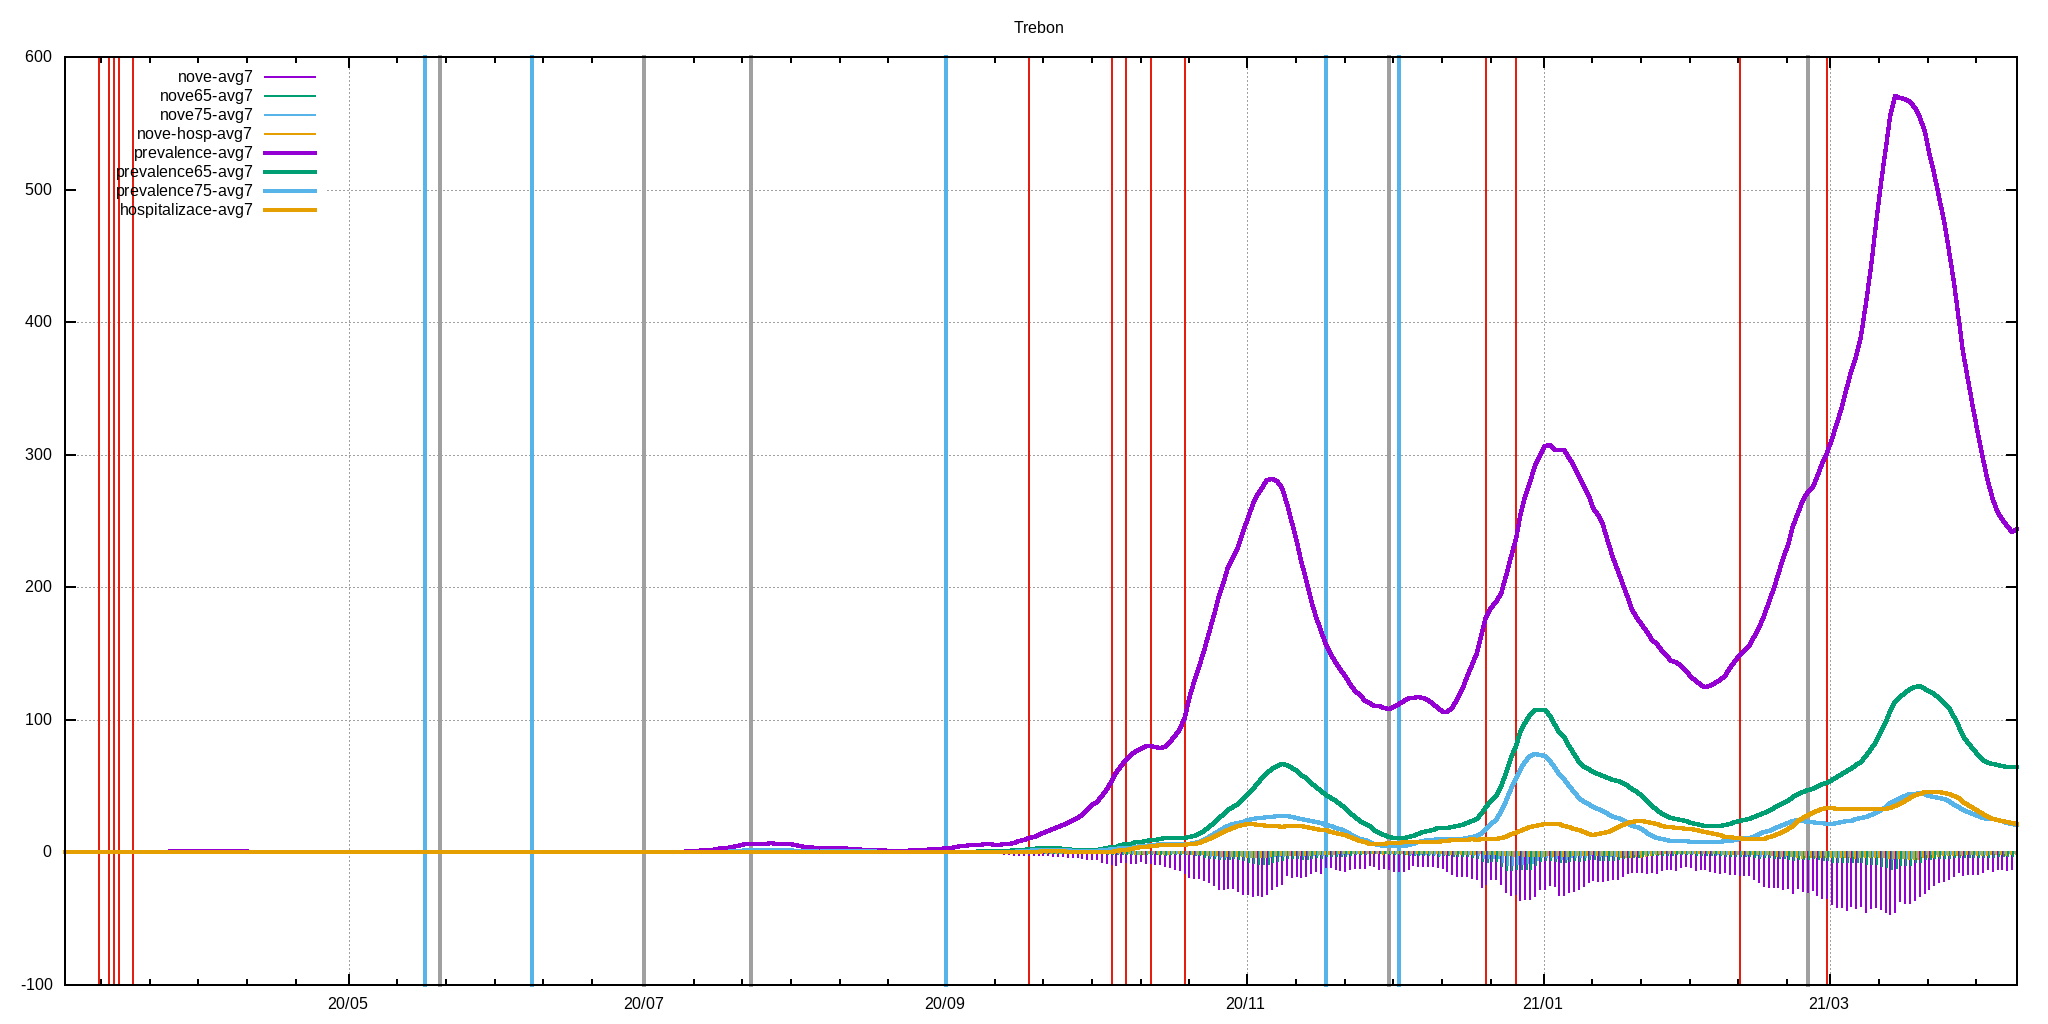 Trebon
600
500
400
300
200
100
0
-100
nove-avg7
nove65-avg7
nove75-avg7
nove-hosp-avg7
prevalence-avg7
prevalence65-avg7
prevalence75-avg7
hospitalizace-avg7
20/05 20/07 20/09 20/11 21/01 21/03